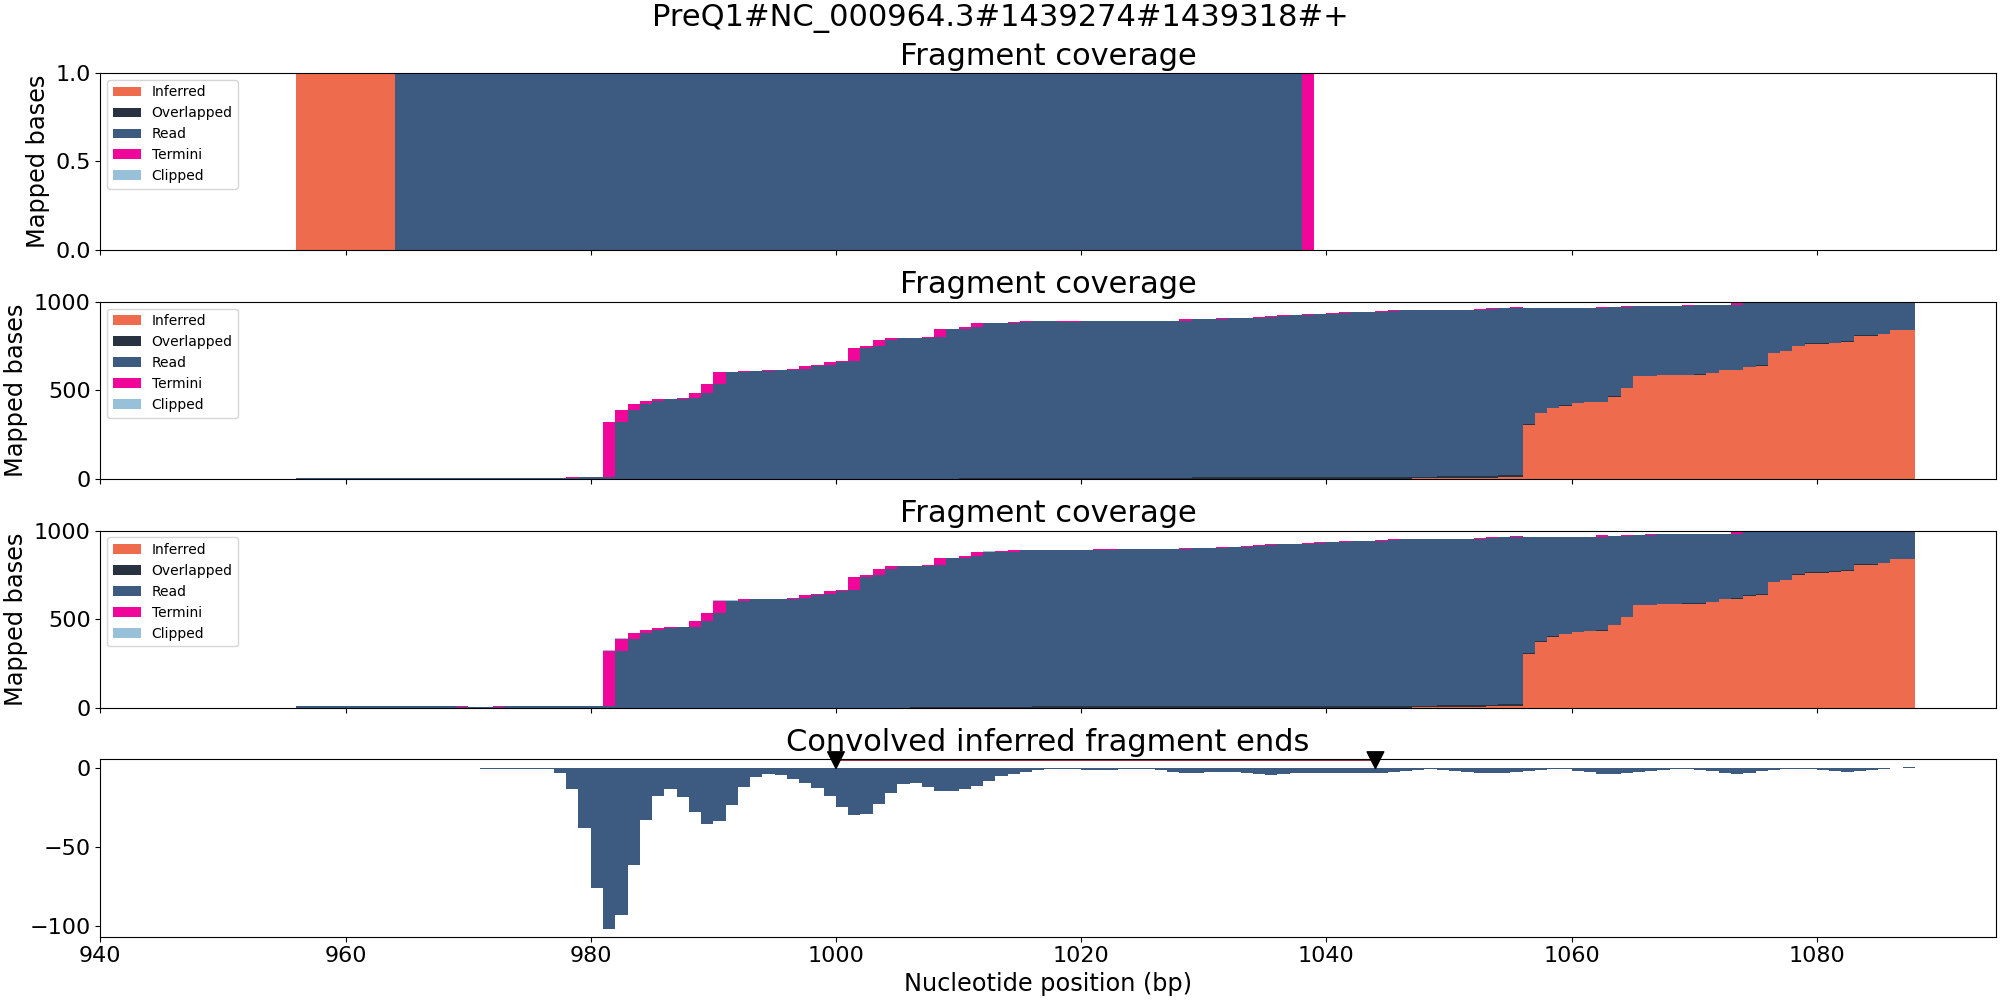 PreQ1#NC_000964.3#1439274#1439318#+
Fragment coverage
Mapped bases
1.0
0.5
0.0
Inferred
Overlapped
Read
Termini
Clipped
Fragment coverage
Mapped bases
1000
500
0
Inferred
Overlapped
Read
Termini
Clipped
Fragment coverage
Mapped bases
1000
500
0
Inferred
Overlapped
Read
Termini
Clipped
Convolved inferred fragment ends
0
−50
−100
940 960 980 1000 1020 1040 1060 1080
Nucleotide position (bp)